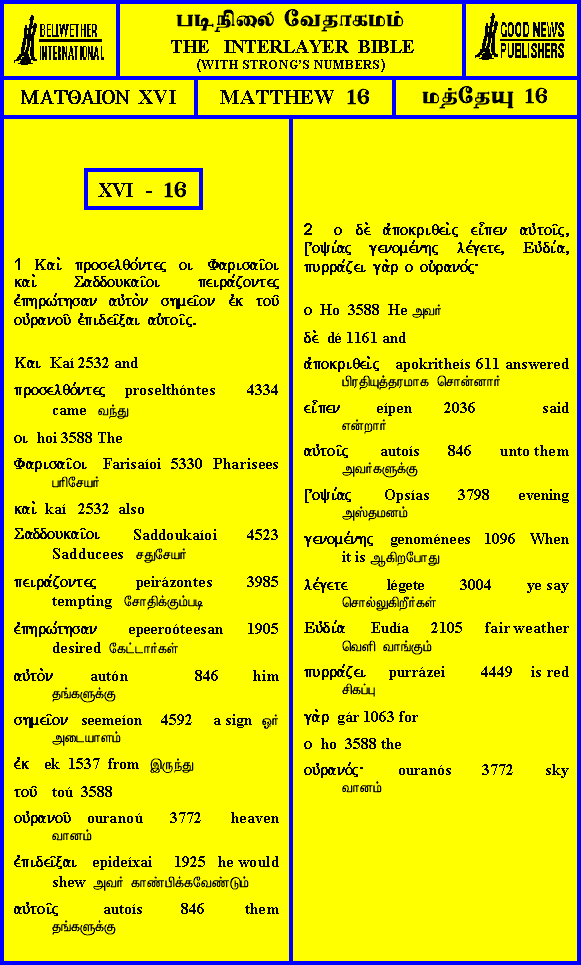 BELLWETHER
INTERNATIONAL
படிநிலை வேதாகமம்
THE INTERLAYER BIBLE
(WITH STRONG'S NUMBERS)
GOOD NEWS
PUBLISHERS
ΜΑΤΘΑΙΟΝ XVI
MATTHEW 16
மத்தேயு 16
XVI - 16
1 Καὶ προσελθόντες οι Φαρισαῖοι
καὶ Σαδδουκαῖοι πειράζοντες
ἐπηρώτησαν αὐτὸν σημεῖον ἐκ τοῦ
οὐρανοῦ ἐπιδεῖξαι αὐτοῖς.
Και Kaí 2532 and
προσελθόντες proselthóntes 4334
came வந்து
οι hoi 3588 The
Φαρισαῖοι Farisaíoi 5330 Pharisees
பரிசேயர்
καὶ kaí 2532 also
Σαδδουκαῖοι Saddoukaíoi 4523
Sadducees சதுசேயர்
πειράζοντες peirázontes 3985
tempting சோதிக்கும்படி
ἐπηρώτησαν epeeroóteesan 1905
desired கேட்டார்கள்
αὐτὸν autón 846 him
தங்களுக்கு
σημεῖον seemeíon 4592 a sign ஓர்
அடையாளம்
ἐκ ek 1537 from இருந்து
τοῦ toú 3588
οὐρανοῦ ouranoú 3772 heaven
வானம்
ἐπιδεῖξαι epideíxai 1925 he would
shew அவர் காண்பிக்கவேண்டும்
αὐτοῖς autoís 846 them
தங்களுக்கு
2 ο δὲ ἀποκριθεὶς εἶπεν αὐτοῖς,
[Ὀψίας γενομένης λέγετε, Εὐδία,
πυρράζει γὰρ ο οὐρανός·
ο Ho 3588 He அவர்
δὲ dé 1161 and
ἀποκριθεὶς apokritheís 611 answered
பிரதியுத்தரமாக சொன்னார்
εἶπεν eípen 2036 said
என்றார்
αὐτοῖς autoís 846 unto them
அவர்களுக்கு
[Ὀψίας Opsías 3798 evening
அஸ்தமனம்
γενομένης genoménees 1096 When
it is ஆகிறபோது
λέγετε légete 3004 ye say
சொல்லுகிறீர்கள்
Εὐδία Eudía 2105 fair weather
வெளி வாங்கும்
πυρράζει purrázei 4449 is red
சிகப்பு
γὰρ gár 1063 for
ο ho 3588 the
οὐρανός· ouranós 3772 sky
வானம்